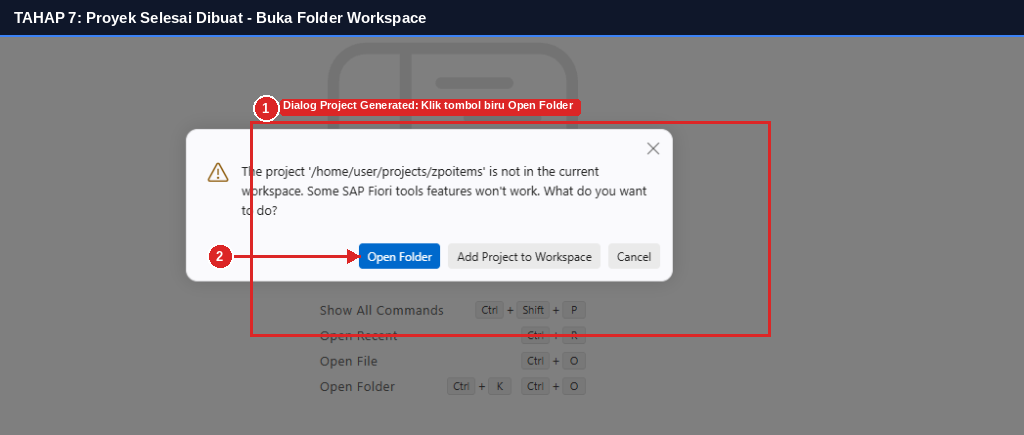 TAHAP 7: Proyek Selesai Dibuat - Buka Folder Workspace
1 Dialog Project Generated: Klik tombol biru Open Folder
The project '/home/user/projects/zpoitems' is not in the current
workspace. Some SAP Fiori tools features won't work. What do you want
to do?
2 Open Folder Add Project to Workspace Cancel
Show All Commands Ctrl + Shift + P
Open Recent Ctrl + R
Open File Ctrl + O
Open Folder Ctrl + K Ctrl + O